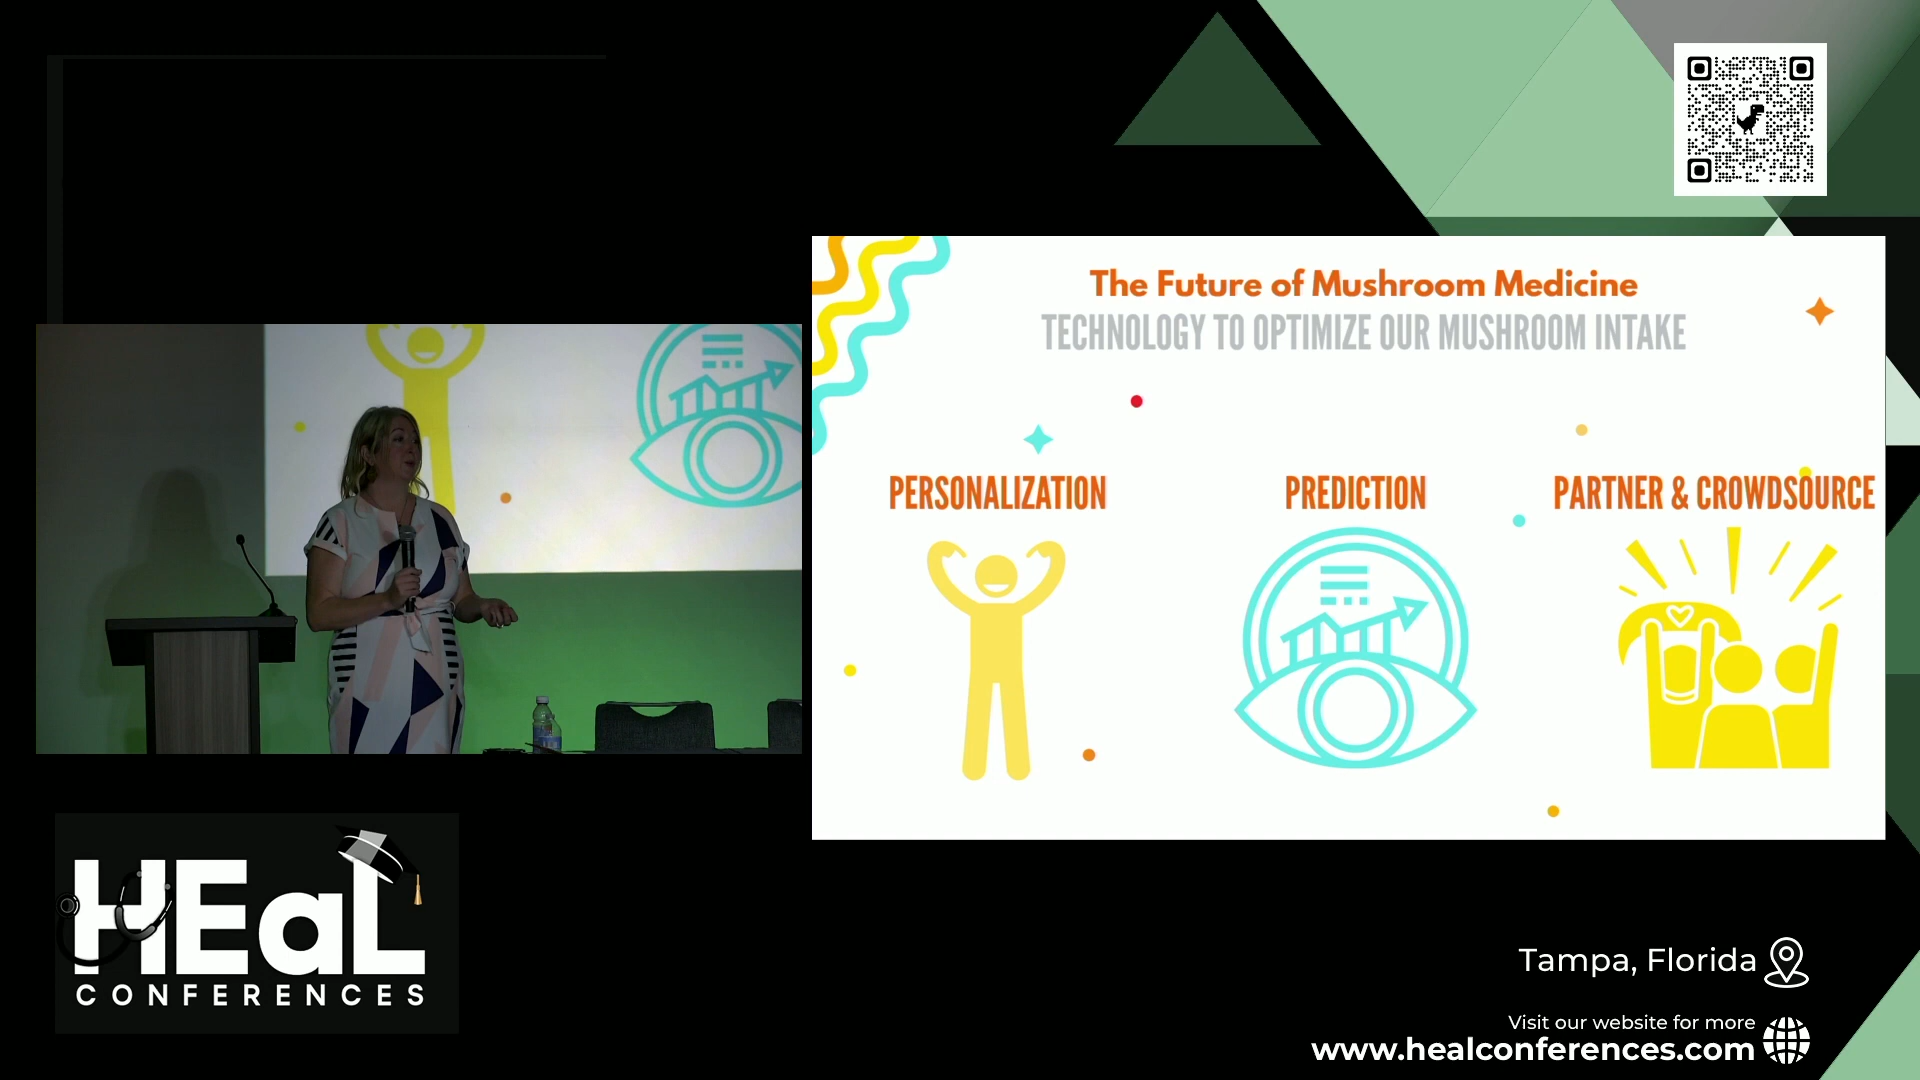 The Future of Mushroom Medicine
TECHNOLOGY TO OPTIMIZE OUR MUSHROOM INTAKE
PERSONALIZATION
PREDICTION
PARTNER & CROWDSOURCE
HEaL
CONFERENCES
Tampa, Florida
Visit our website for more
www.healconferences.com